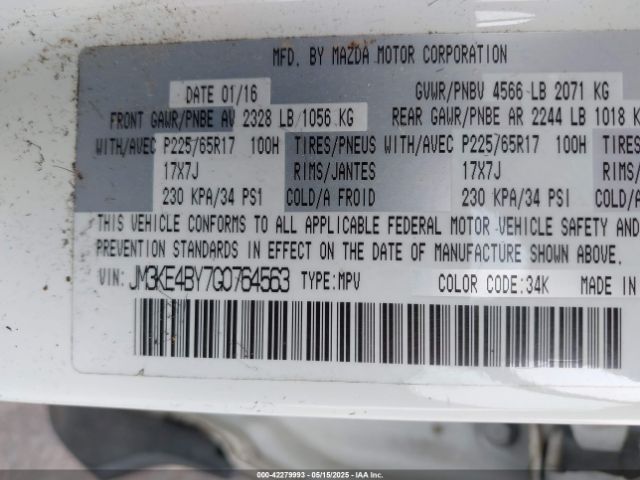 MFD. BY MAZDA MOTOR CORPORATION
DATE 01/16 GVWR/PNBV 4566 LB 2071 KG
FRONT GAWR/PNBE AV 2328 LB 1056 KG REAR GAWR/PNBE AR 2244 LB 1018 K
WITH/AVEC P225/65R17 100H TIRES/PNEUS WITH/AVEC P225/65R17 100H TIRES
17X7J RIMS/JANTES 17X7J RIMS/
230 KPA/34 PSI COLD/A FROID 230 KPA/34 PSI COLD/
THIS VEHICLE CONFORMS TO ALL APPLICABLE FEDERAL MOTOR VEHICLE SAFETY AND
PREVENTION STANDARDS IN EFFECT ON THE DATE OF MANUFACTURE SHOWN ABOVE.
VIN: JM3KE4BY7G0764563 TYPE:MPV COLOR CODE:34K MADE IN
000-42279993 - 05/15/2025 - IAAI.COM